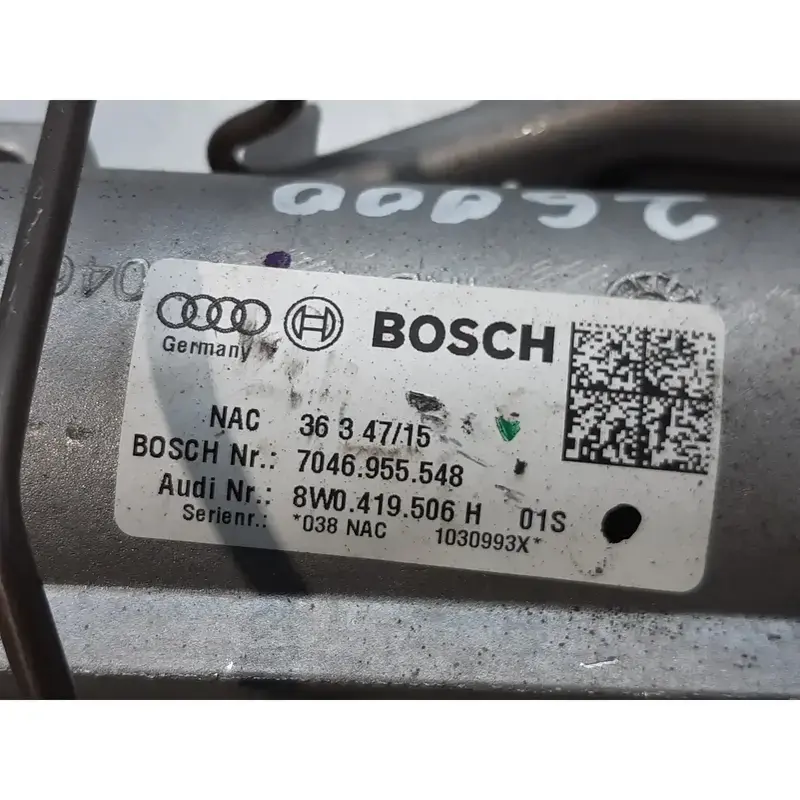 26000
BOSCH
Germany
NAC 36 3 47/15
BOSCH Nr.: 7046.955.548
Audi Nr.: 8W0.419.506 H 01S
Serienr.: *038 NAC 1030993X*